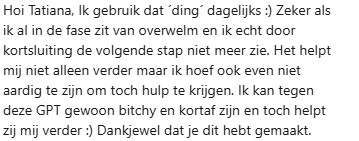 Hoi Tatiana, Ik gebruik dat ´ding´ dagelijks :) Zeker als
ik al in de fase zit van overwelm en ik echt door
kortsluiting de volgende stap niet meer zie. Het helpt
mij niet alleen verder maar ik hoef ook even niet
aardig te zijn om toch hulp te krijgen. Ik kan tegen
deze GPT gewoon bitchy en kortaf zijn en toch helpt
zij mij verder :) Dankjewel dat je dit hebt gemaakt.